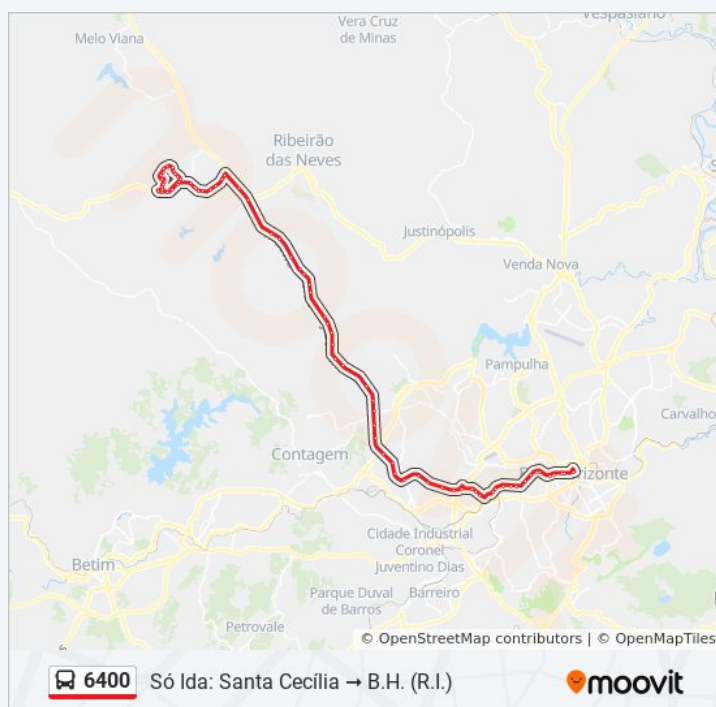 Vera Cruz
de Minas
Vespasiano
Melo Viana
Ribeirão
das Neves
Justinópolis
Venda Nova
Pampulha
Carvalho
Contagem
Cidade Industrial
Coronel
Juventino Dias
Betim
Parque Duval
de Barros
Barreiro
Petrovale
© OpenStreetMap contributors | © OpenMapTiles
6400 Só Ida: Santa Cecília → B.H. (R.I.)
moovit